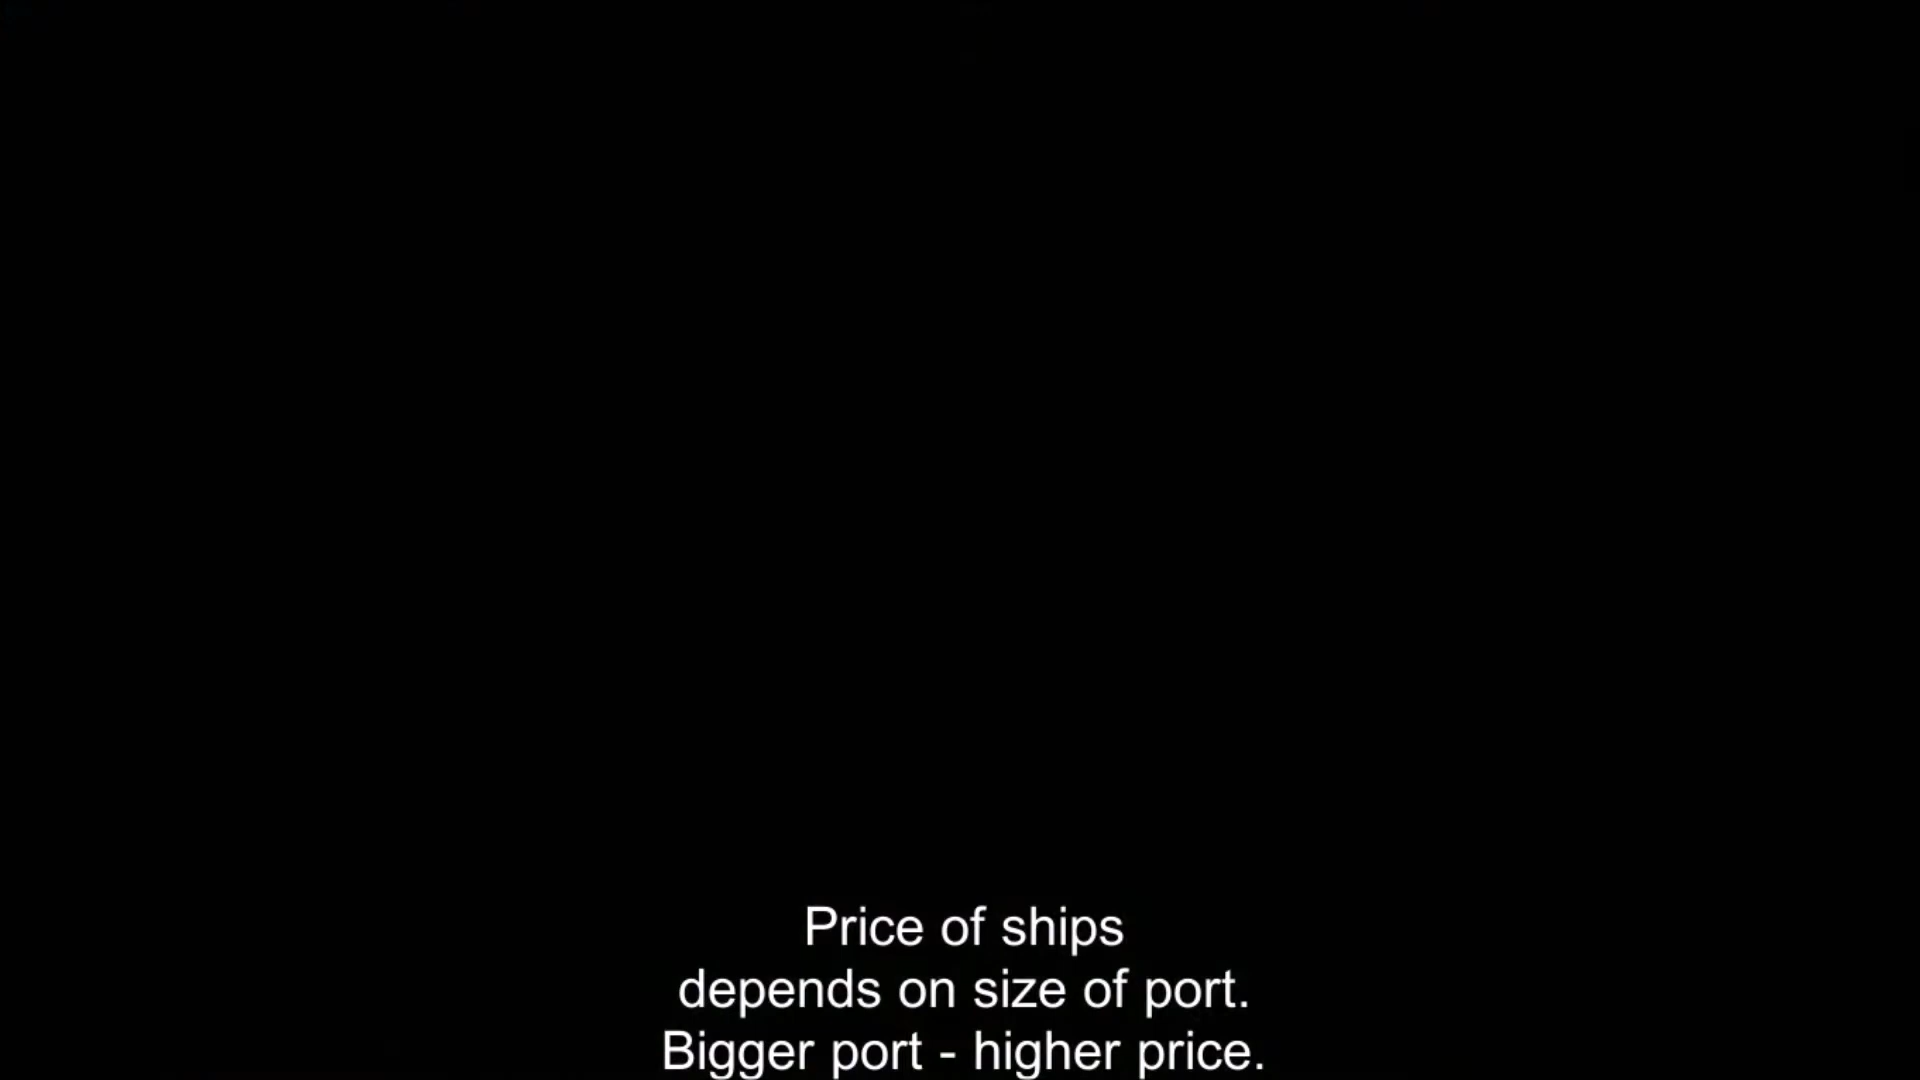 Price of ships
depends on size of port.
Bigger port - higher price.